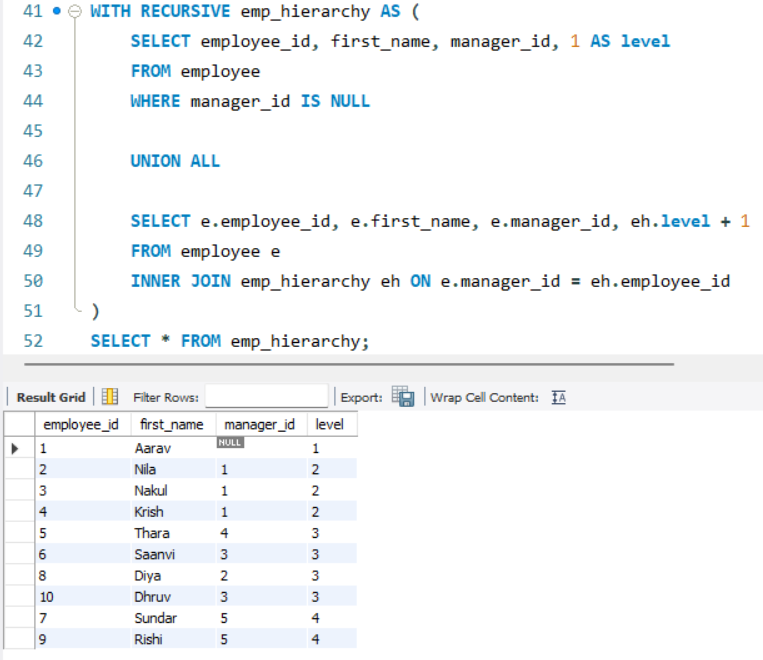 41 WITH RECURSIVE emp_hierarchy AS (
42 SELECT employee_id, first_name, manager_id, 1 AS level
43 FROM employee
44 WHERE manager_id IS NULL
45
46 UNION ALL
47
48 SELECT e.employee_id, e.first_name, e.manager_id, eh.level + 1
49 FROM employee e
50 INNER JOIN emp_hierarchy eh ON e.manager_id = eh.employee_id
51 )
52 SELECT * FROM emp_hierarchy;
Result Grid Filter Rows: Export: Wrap Cell Content: IA
employee_id first_name manager_id level
1 Aarav NULL 1
2 Nila 1 2
3 Nakul 1 2
4 Krish 1 2
5 Thara 4 3
6 Saanvi 3 3
8 Diya 2 3
10 Dhruv 3 3
7 Sundar 5 4
9 Rishi 5 4